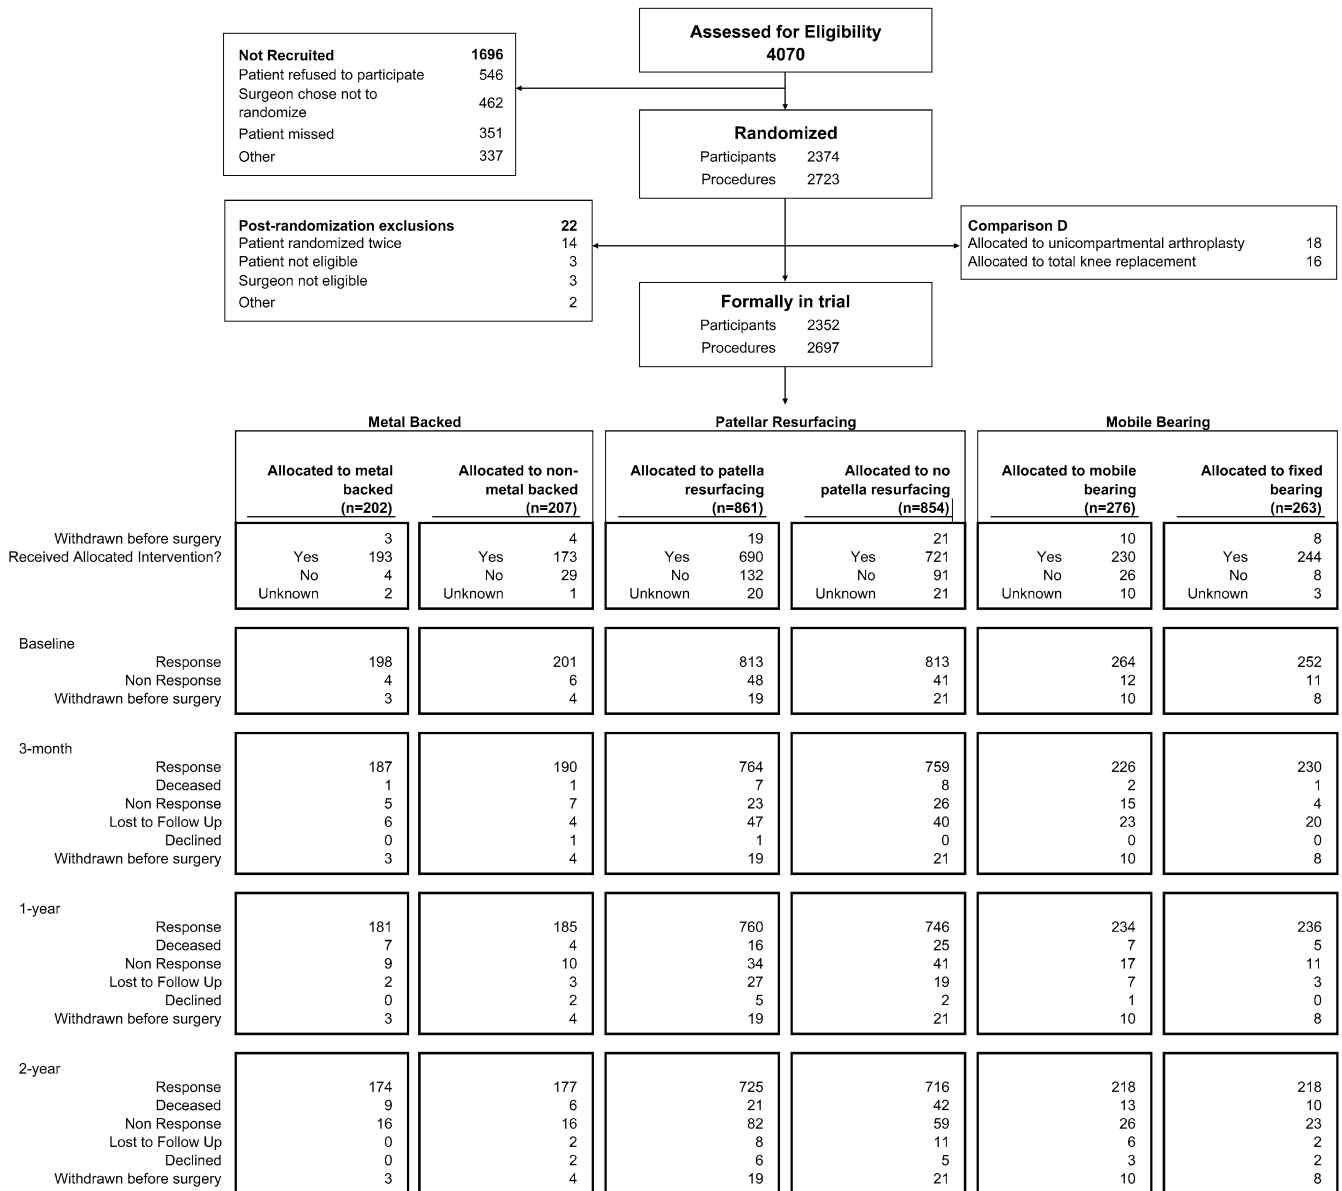 Assessed for Eligibility
4070
Not Recruited 1696
Patient refused to participate 546
Surgeon chose not to
randomize 462
Patient missed 351
Other 337
Randomized
Participants 2374
Procedures 2723
Post-randomization exclusions 22
Patient randomized twice 14
Patient not eligible 3
Surgeon not eligible 3
Other 2
Comparison D
Allocated to unicompartmental arthroplasty 18
Allocated to total knee replacement 16
Formally in trial
Participants 2352
Procedures 2697
Metal Backed Patellar Resurfacing Mobile Bearing
Allocated to metal Allocated to non- Allocated to patella Allocated to no Allocated to mobile Allocated to fixed
backed metal backed resurfacing patella resurfacing bearing bearing
(n=202) (n=207) (n=861) (n=854) (n=276) (n=263)
Withdrawn before surgery 3 4 19 21 10 8
Received Allocated Intervention? Yes 193 Yes 173 Yes 690 Yes 721 Yes 230 Yes 244
No 4 No 29 No 132 No 91 No 26 No 8
Unknown 2 Unknown 1 Unknown 20 Unknown 21 Unknown 10 Unknown 3
Baseline
Response 198 201 813 813 264 252
Non Response 4 6 48 41 12 11
Withdrawn before surgery 3 4 19 21 10 8
3-month
Response 187 190 764 759 226 230
Deceased 1 1 7 8 2 1
Non Response 5 7 23 26 15 4
Lost to Follow Up 6 4 47 40 23 20
Declined 0 1 1 0 0 0
Withdrawn before surgery 3 4 19 21 10 8
1-year
Response 181 185 760 746 234 236
Deceased 7 4 16 25 7 5
Non Response 9 10 34 41 17 11
Lost to Follow Up 2 3 27 19 7 3
Declined 0 2 5 2 1 0
Withdrawn before surgery 3 4 19 21 10 8
2-year
Response 174 177 725 716 218 218
Deceased 9 6 21 42 13 10
Non Response 16 16 82 59 26 23
Lost to Follow Up 0 2 8 11 6 2
Declined 0 2 6 5 3 2
Withdrawn before surgery 3 4 19 21 10 8